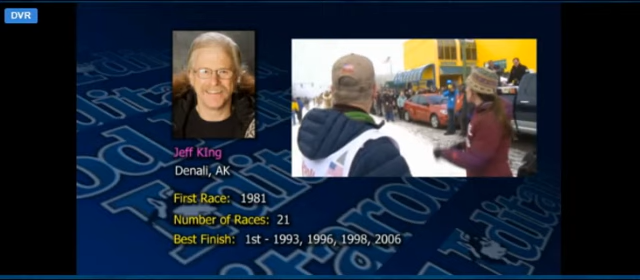 DVR
Jeff KIng
Denali, AK
First Race: 1981
Number of Races: 21
Best Finish: 1st - 1993, 1996, 1998, 2006